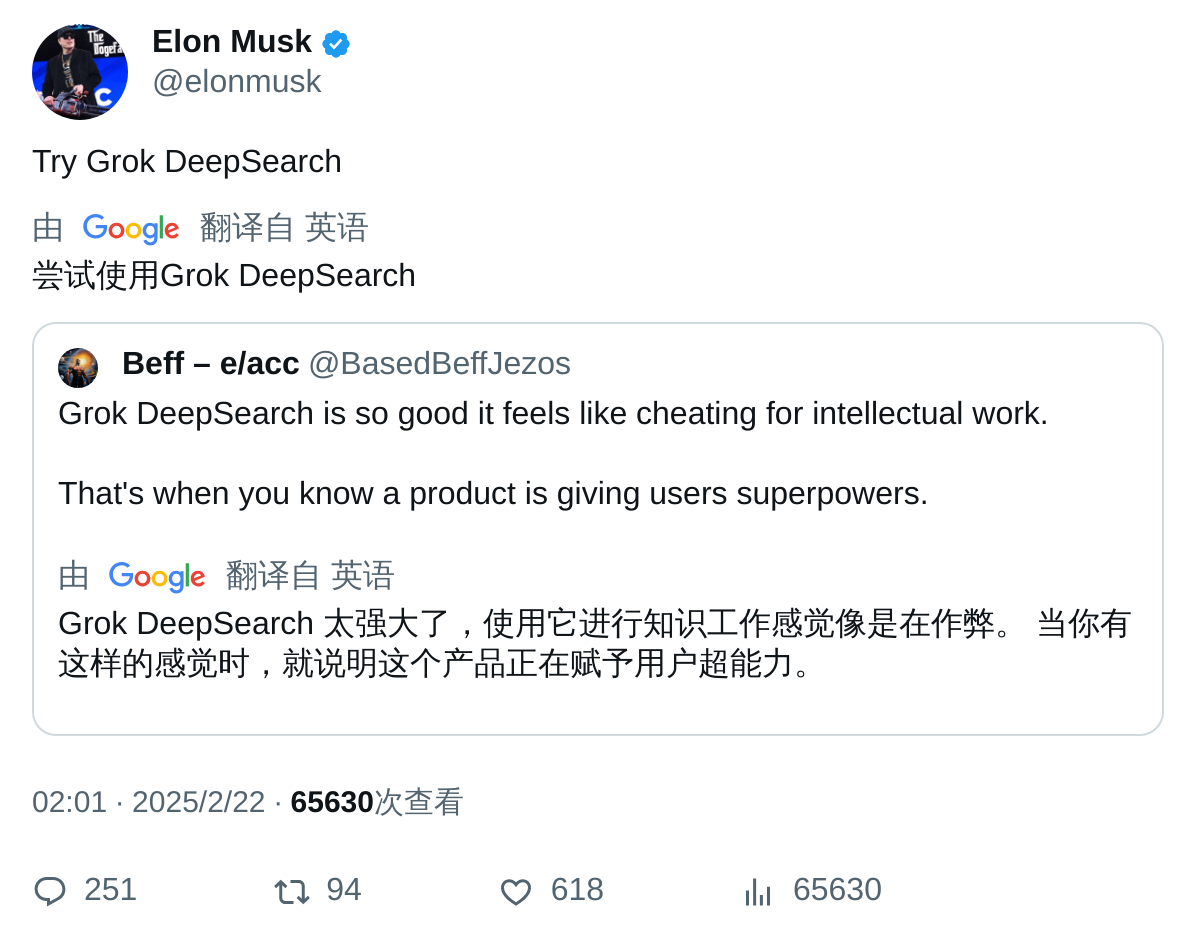 The
Dogefa
C
Elon Musk
@elonmusk
Try Grok DeepSearch
由 Google 翻译自 英语
尝试使用Grok DeepSearch
Beff – e/acc @BasedBeffJezos
Grok DeepSearch is so good it feels like cheating for intellectual work.
That's when you know a product is giving users superpowers.
由 Google 翻译自 英语
Grok DeepSearch 太强大了，使用它进行知识工作感觉像是在作弊。 当你有
这样的感觉时，就说明这个产品正在赋予用户超能力。
02:01 · 2025/2/22 · 65630次查看
251 94 618 65630